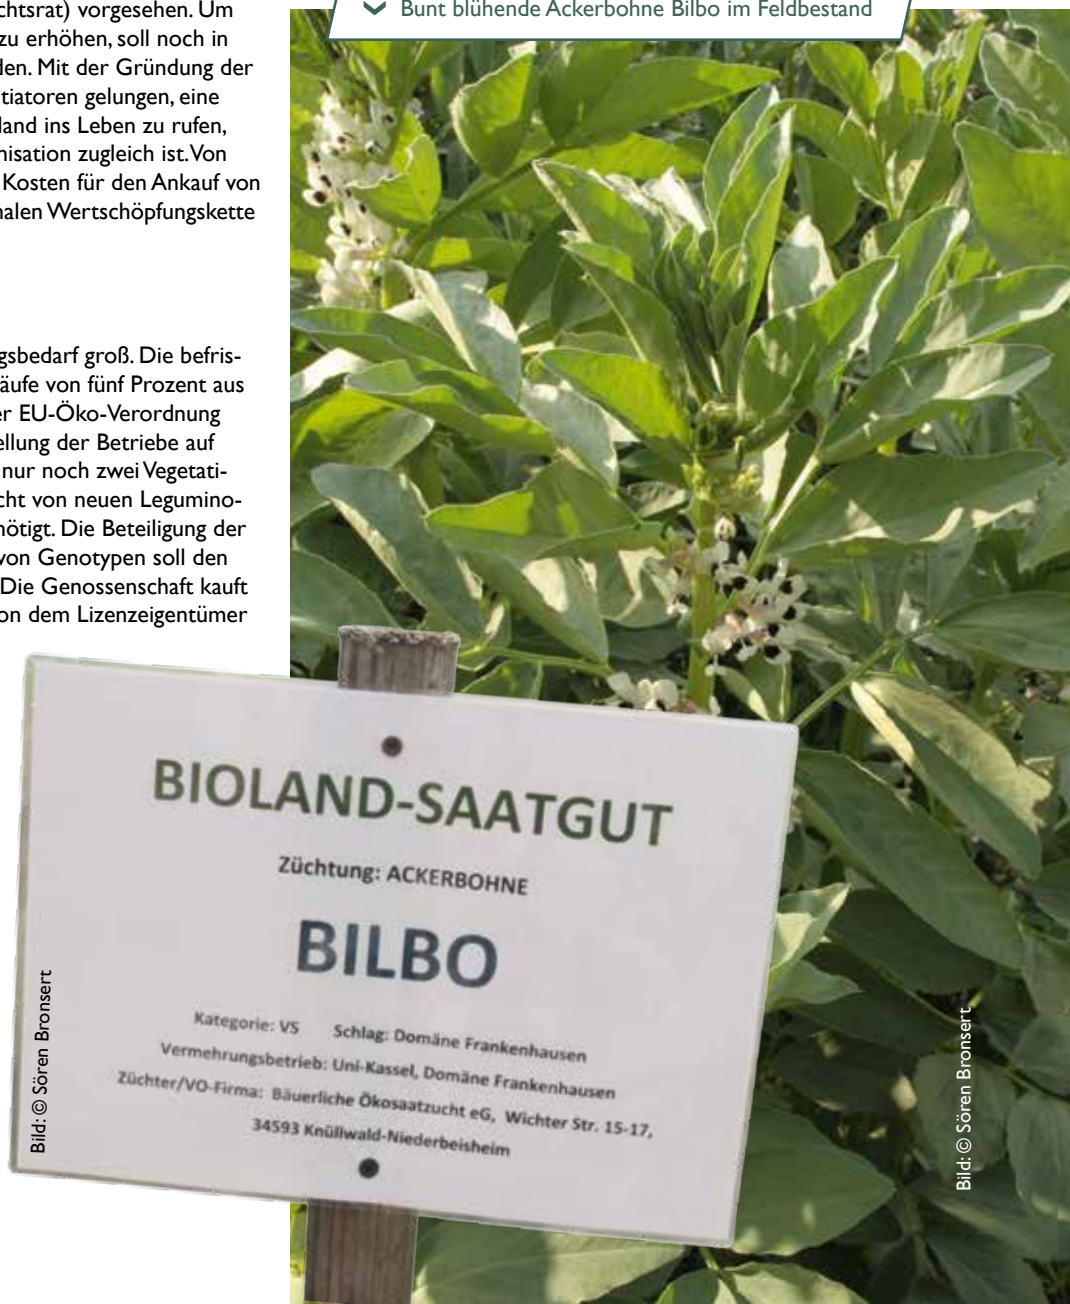 chtsrat) vorgesehen. Um
zu erhöhen, soll noch in
den. Mit der Gründung der
tiatoren gelungen, eine
land ins Leben zu rufen,
nisation zugleich ist. Von
Kosten für den Ankauf von
nalen Wertschöpfungskette
gsbedarf groß. Die befris-
äufe von fünf Prozent aus
er EU-Öko-Verordnung
ellung der Betriebe auf
nur noch zwei Vegetati-
cht von neuen Legumino-
nötigt. Die Beteiligung der
von Genotypen soll den
Die Genossenschaft kauft
on dem Lizenzeigentümer
Bunt blühende Ackerbohne Bilbo im Feldbestand
BIOLAND-SAATGUT
Züchtung: ACKERBOHNE
BILBO
Kategorie: VS Schlag: Domäne Frankenhausen
Vermehrungsbetrieb: Uni-Kassel, Domäne Frankenhausen
Züchter/VO-Firma: Bäuerliche Ökosaatzucht eG, Wichter Str. 15-17,
34593 Knüllwald-Niederbeisheim
Bild: © Sören Bronsert
Bild: © Sören Bronsert